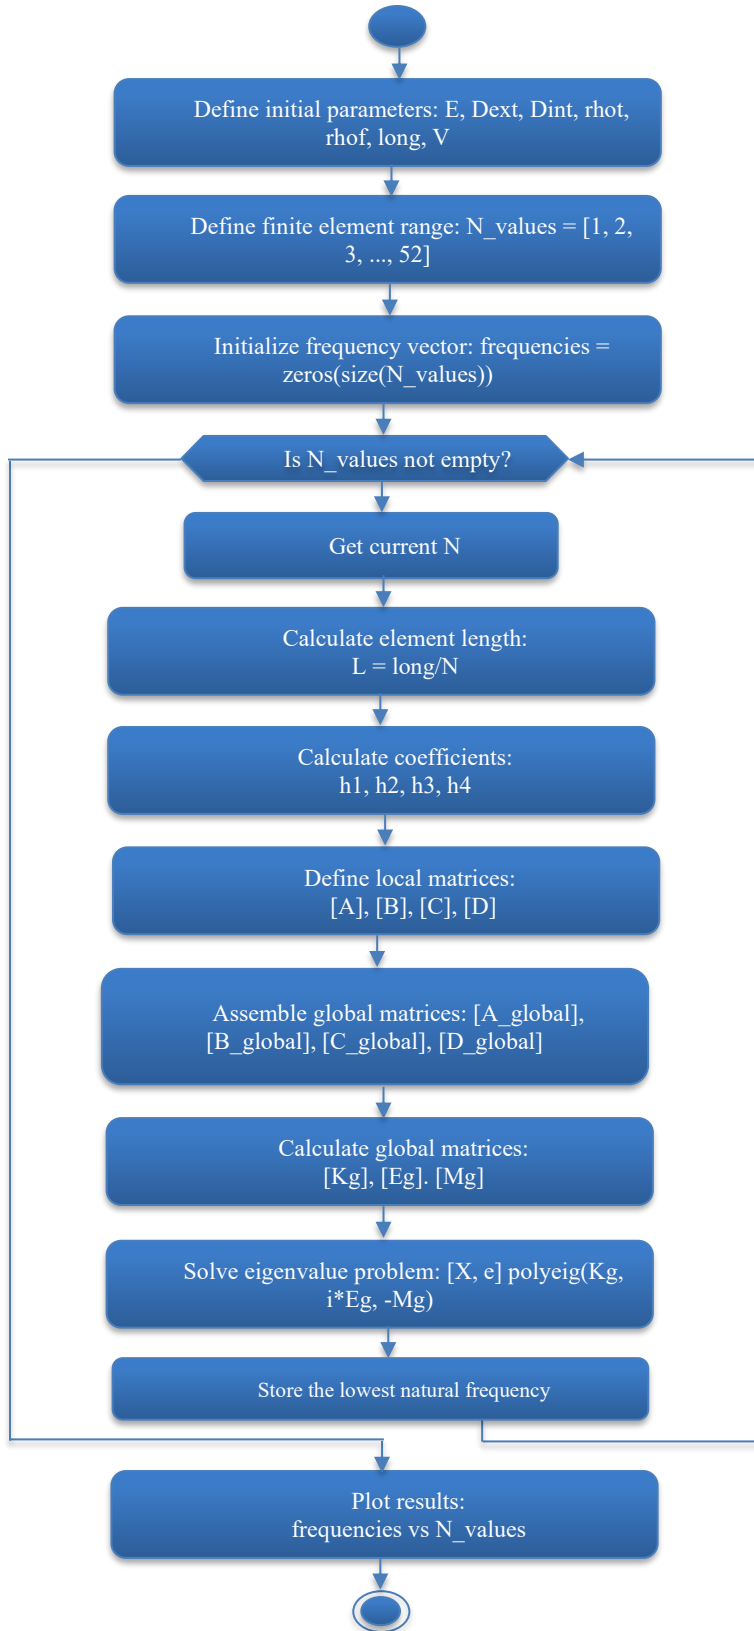 Define initial parameters: E, Dext, Dint, rhot,
rhof, long, V
Define finite element range: N_values = [1, 2,
3, ..., 52]
Initialize frequency vector: frequencies =
zeros(size(N_values))
Is N_values not empty?
Get current N
Calculate element length:
L = long/N
Calculate coefficients:
h1, h2, h3, h4
Define local matrices:
[A], [B], [C], [D]
Assemble global matrices: [A_global],
[B_global], [C_global], [D_global]
Calculate global matrices:
[Kg], [Eg]. [Mg]
Solve eigenvalue problem: [X, e] polyeig(Kg,
i*Eg, -Mg)
Store the lowest natural frequency
Plot results:
frequencies vs N_values